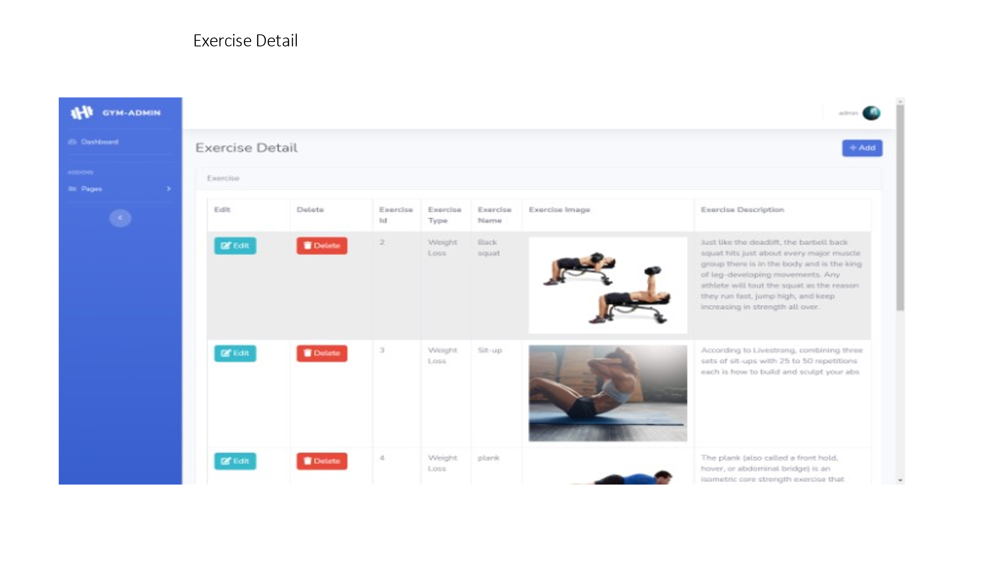 Exercise Detail
GYM-ADMIN
admin
Dashboard
Exercise Detail
+ Add
ADDONS
Exercise
Pages
Edit
Delete
Exercise Id
Exercise Type
Exercise Name
Exercise Image
Exercise Description
Edit
Delete
2
Weight
Loss
Back
squat
Just like the deadlift, the barbell back
squat hits just about every major muscle
group there is in the body and is the king
of leg-developing movements. Any
athlete will tout the squat as the reason
they run fast, jump high, and keep
increasing in strength all over.
Edit
Delete
3
Weight
Loss
Sit-up
According to Livestrong, combining three
sets of sit-ups with 25 to 50 repetitions
each is how to build and sculpt your abs
Edit
Delete
4
Weight
Loss
plank
The plank (also called a front hold,
hover, or abdominal bridge) is an
isometric core strength exercise that